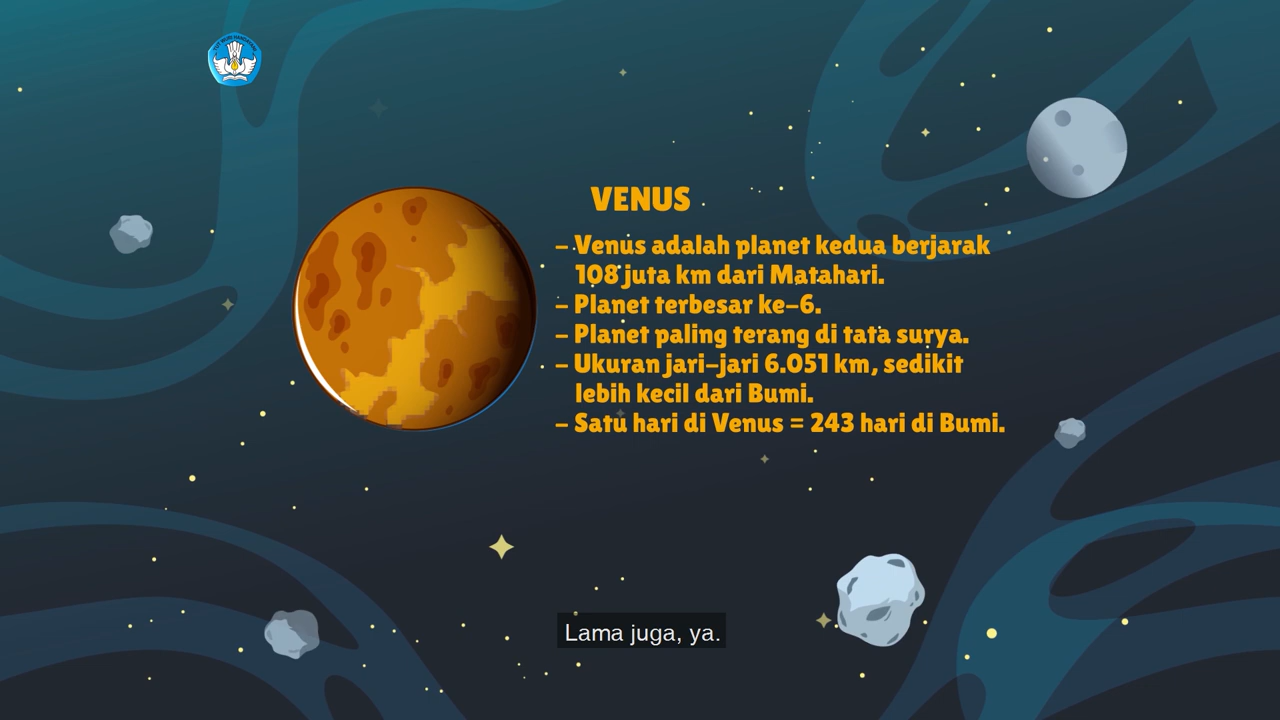 VENUS
– Venus adalah planet kedua berjarak
108 juta km dari Matahari.
– Planet terbesar ke-6.
– Planet paling terang di tata surya.
– Ukuran jari-jari 6.051 km, sedikit
lebih kecil dari Bumi.
– Satu hari di Venus = 243 hari di Bumi.
Lama juga, ya.